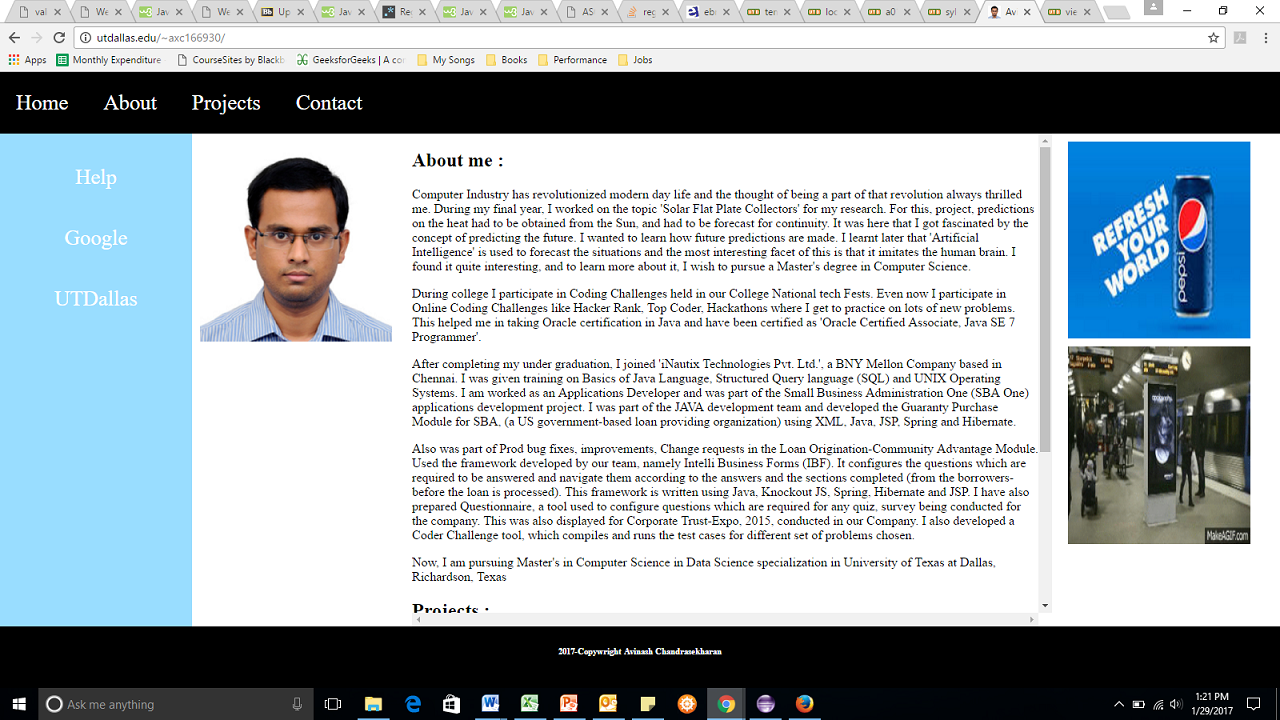 val
We
Jav
We
Up
Jav
Reg
Jav
Jav
AS
reg
ebo
ter
loc
a0
syl
Av
vie
utdallas.edu/~axc166930/
Apps Monthly Expenditure CourseSites by Blackb GeeksforGeeks | A co My Songs Books Performance Jobs
Home About Projects Contact
Help
Google
UTDallas
About me :
Computer Industry has revolutionized modern day life and the thought of being a part of that revolution always thrilled
me. During my final year, I worked on the topic 'Solar Flat Plate Collectors' for my research. For this, project, predictions
on the heat had to be obtained from the Sun, and had to be forecast for continuity. It was here that I got fascinated by the
concept of predicting the future. I wanted to learn how future predictions are made. I learnt later that 'Artificial
Intelligence' is used to forecast the situations and the most interesting facet of this is that it imitates the human brain. I
found it quite interesting, and to learn more about it, I wish to pursue a Master's degree in Computer Science.
During college I participate in Coding Challenges held in our College National tech Fests. Even now I participate in
Online Coding Challenges like Hacker Rank, Top Coder, Hackathons where I get to practice on lots of new problems.
This helped me in taking Oracle certification in Java and have been certified as 'Oracle Certified Associate, Java SE 7
Programmer'.
After completing my under graduation, I joined 'iNautix Technologies Pvt. Ltd.', a BNY Mellon Company based in
Chennai. I was given training on Basics of Java Language, Structured Query language (SQL) and UNIX Operating
Systems. I am worked as an Applications Developer and was part of the Small Business Administration One (SBA One)
applications development project. I was part of the JAVA development team and developed the Guaranty Purchase
Module for SBA, (a US government-based loan providing organization) using XML, Java, JSP, Spring and Hibernate.
Also was part of Prod bug fixes, improvements, Change requests in the Loan Origination-Community Advantage Module.
Used the framework developed by our team, namely Intelli Business Forms (IBF). It configures the questions which are
required to be answered and navigate them according to the answers and the sections completed (from the borrowers-
before the loan is processed). This framework is written using Java, Knockout JS, Spring, Hibernate and JSP. I have also
prepared Questionnaire, a tool used to configure questions which are required for any quiz, survey being conducted for
the company. This was also displayed for Corporate Trust-Expo, 2015, conducted in our Company. I also developed a
Coder Challenge tool, which compiles and runs the test cases for different set of problems chosen.
Now, I am pursuing Master's in Computer Science in Data Science specialization in University of Texas at Dallas,
Richardson, Texas
Projects :
REFRESH
YOUR
WORLD
pepsi
MakeAGIF.com
2017-Copywright Avinash Chandrasekharan
Ask me anything
1:21 PM
1/29/2017